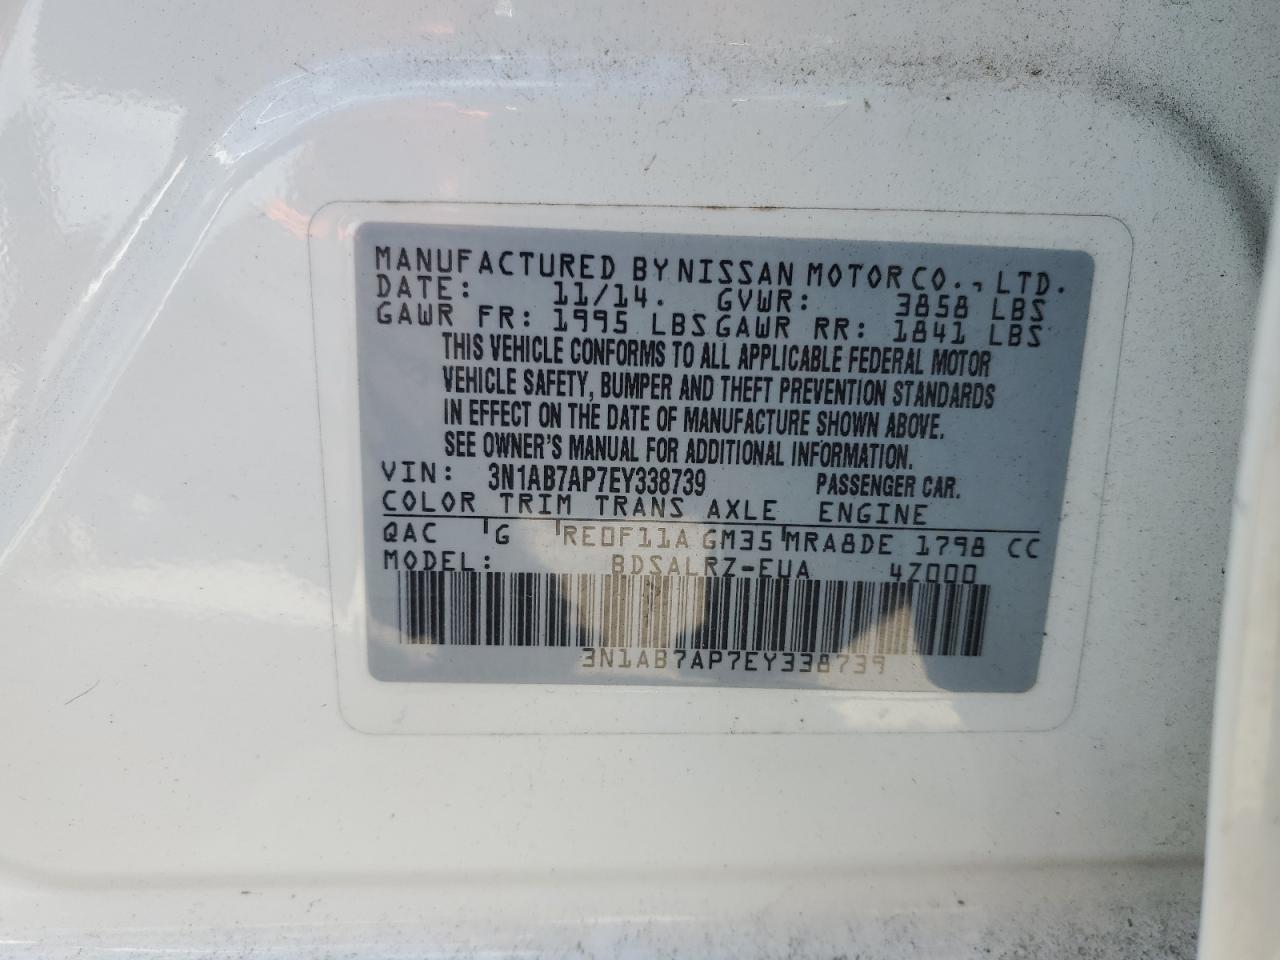 MANUFACTURED BY NISSAN MOTOR CO., LTD.
DATE: 11/14. GVWR: 3858 LBS
GAWR FR: 1995 LBS GAWR RR: 1841 LBS
THIS VEHICLE CONFORMS TO ALL APPLICABLE FEDERAL MOTOR
VEHICLE SAFETY, BUMPER AND THEFT PREVENTION STANDARDS
IN EFFECT ON THE DATE OF MANUFACTURE SHOWN ABOVE.
SEE OWNER'S MANUAL FOR ADDITIONAL INFORMATION.
VIN: 3N1AB7AP7EY338739 PASSENGER CAR.
COLOR TRIM TRANS AXLE ENGINE
QAC G RE0F11A GM35 MRA8DE 1798 CC
MODEL: BDSALRZ-EUA 4Z000
3N1AB7AP7EY338739